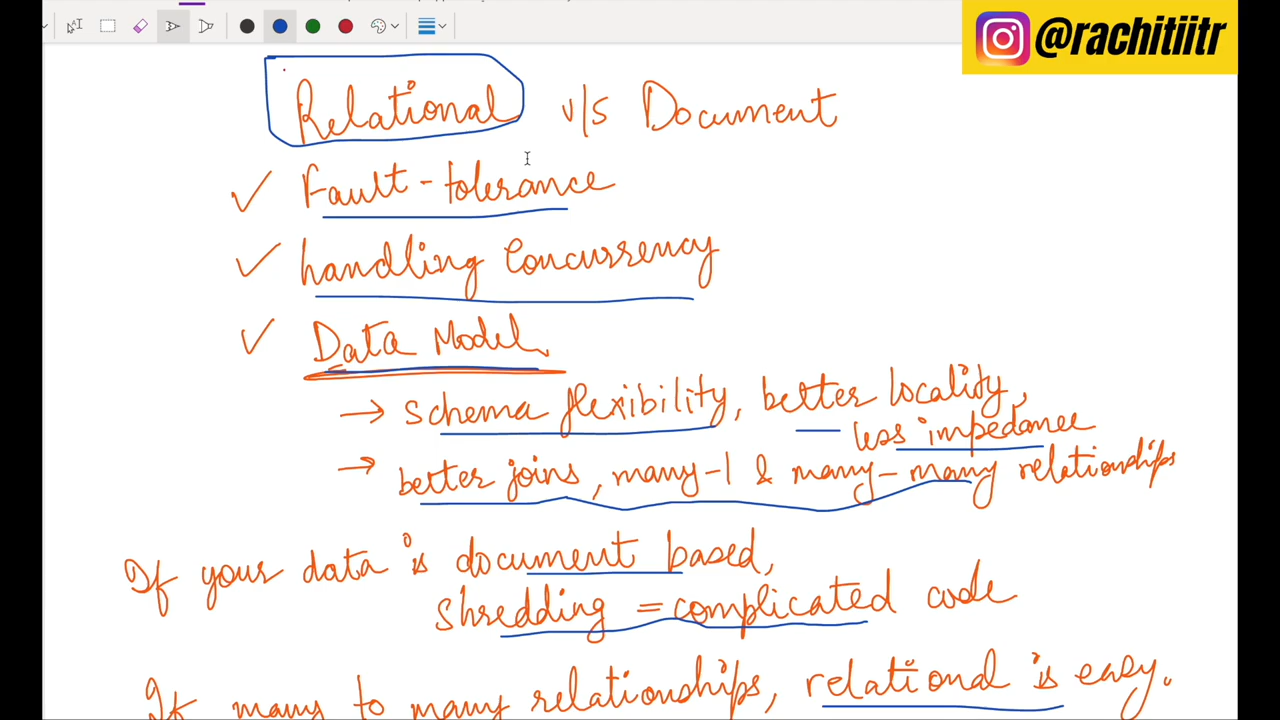 @rachitiitr
Relational v/s Document
✓ Fault-tolerance
✓ handling Concurrency
✓ Data Model
→ schema flexibility, better locality,
less impedance
→ better joins, many-1 & many-many relationships
If your data is document based,
shredding = complicated code
If many to many relationships, relational is easy.